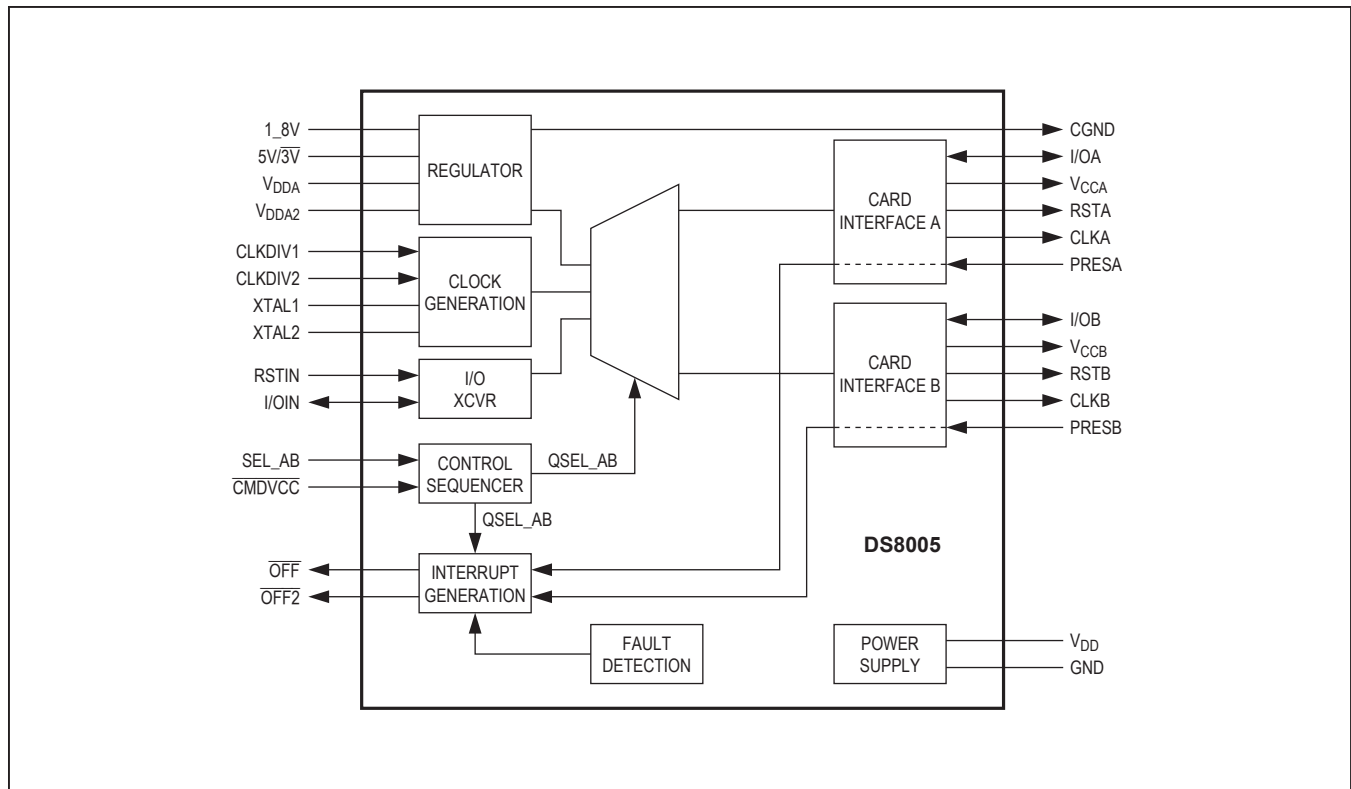 1_8V
5V/3V
VDDA
VDDA2
CLKDIV1
CLKDIV2
XTAL1
XTAL2
RSTIN
I/OIN
SEL_AB
CMDVCC
OFF
OFF2
REGULATOR
CLOCK
GENERATION
I/O
XCVR
CONTROL
SEQUENCER
QSEL_AB
QSEL_AB
INTERRUPT
GENERATION
FAULT
DETECTION
CARD
INTERFACE A
CARD
INTERFACE B
DS8005
POWER
SUPPLY
CGND
I/OA
VCCA
RSTA
CLKA
PRESA
I/OB
VCCB
RSTB
CLKB
PRESB
VDD
GND